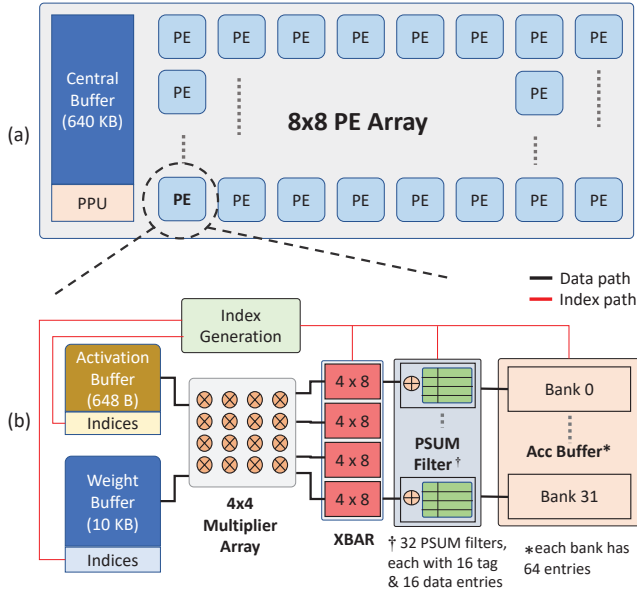 (a)
Central
Buffer
(640 KB)
PPU
PE PE PE PE PE PE PE PE
PE PE
8x8 PE Array
PE PE PE PE PE PE PE PE
Data path
Index path
(b)
Index
Generation
Activation
Buffer
(648 B)
Indices
Weight
Buffer
(10 KB)
Indices
4x4
Multiplier
Array
4 x 8
4 x 8
4 x 8
4 x 8
XBAR
PSUM
Filter †
† 32 PSUM filters,
each with 16 tag
& 16 data entries
Bank 0
Acc Buffer*
Bank 31
*each bank has
64 entries